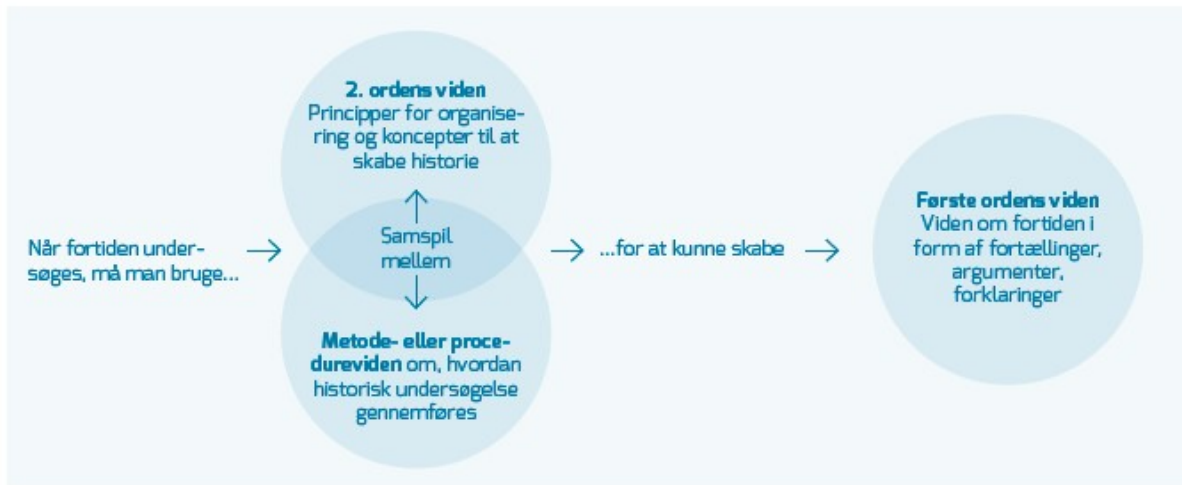 Når fortiden under-
søges, må man bruge...
2. ordens viden
Principper for organise-
ring og koncepter til at
skabe historie
Samspil
mellem
Metode- eller proce-
dureviden om, hvordan
historisk undersøgelse
gennemføres
...for at kunne skabe
Første ordens viden
Viden om fortiden i
form af fortællinger,
argumenter,
forklaringer